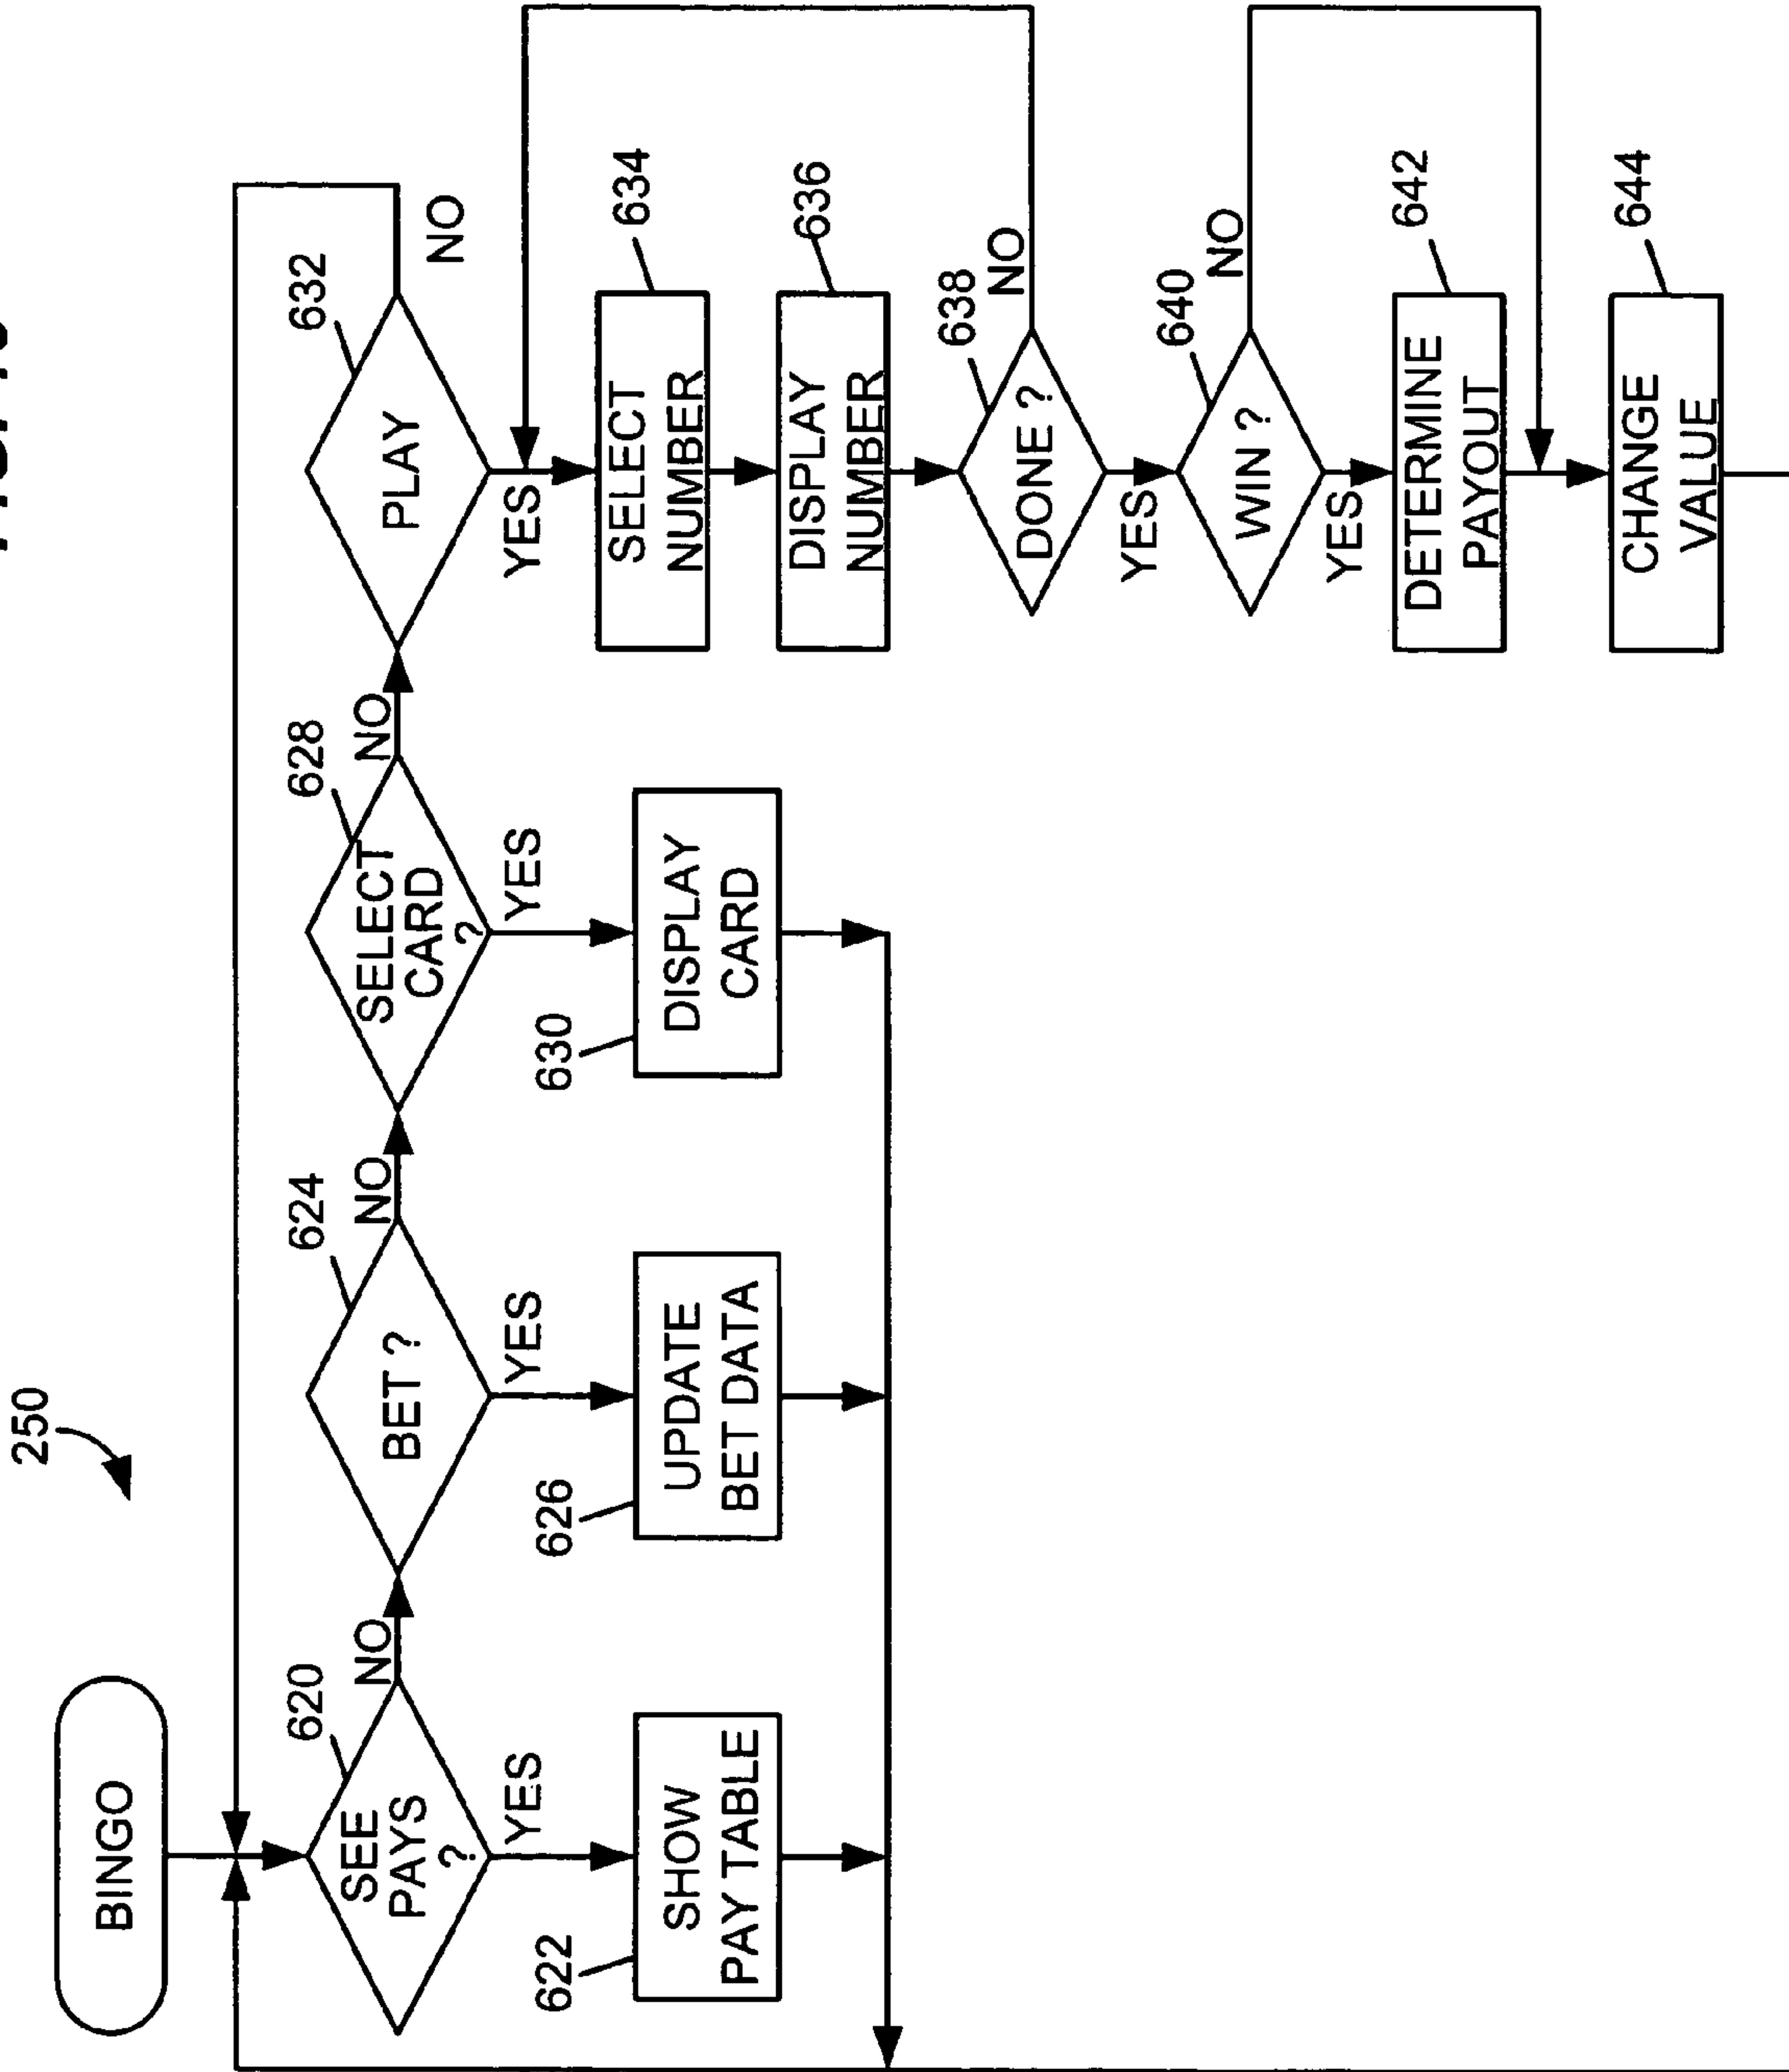 250
BINGO
620
SEE
PAYS
?
NO
YES
622
SHOW
PAY TABLE
624
BET ?
NO
YES
626
UPDATE
BET DATA
628
SELECT
CARD
?
NO
YES
630
DISPLAY
CARD
632
PLAY
NO
YES
634
SELECT
NUMBER
636
DISPLAY
NUMBER
638
DONE ?
NO
YES
640
WIN ?
NO
YES
642
DETERMINE
PAYOUT
644
CHANGE
VALUE